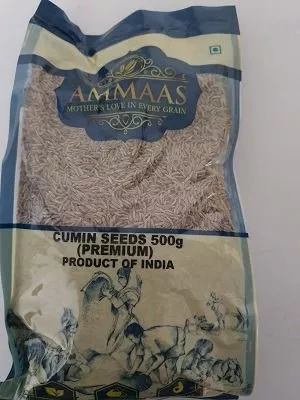 AMMAAS
MOTHER'S LOVE IN EVERY GRAIN
CUMIN SEEDS 500g
(PREMIUM)
PRODUCT OF INDIA